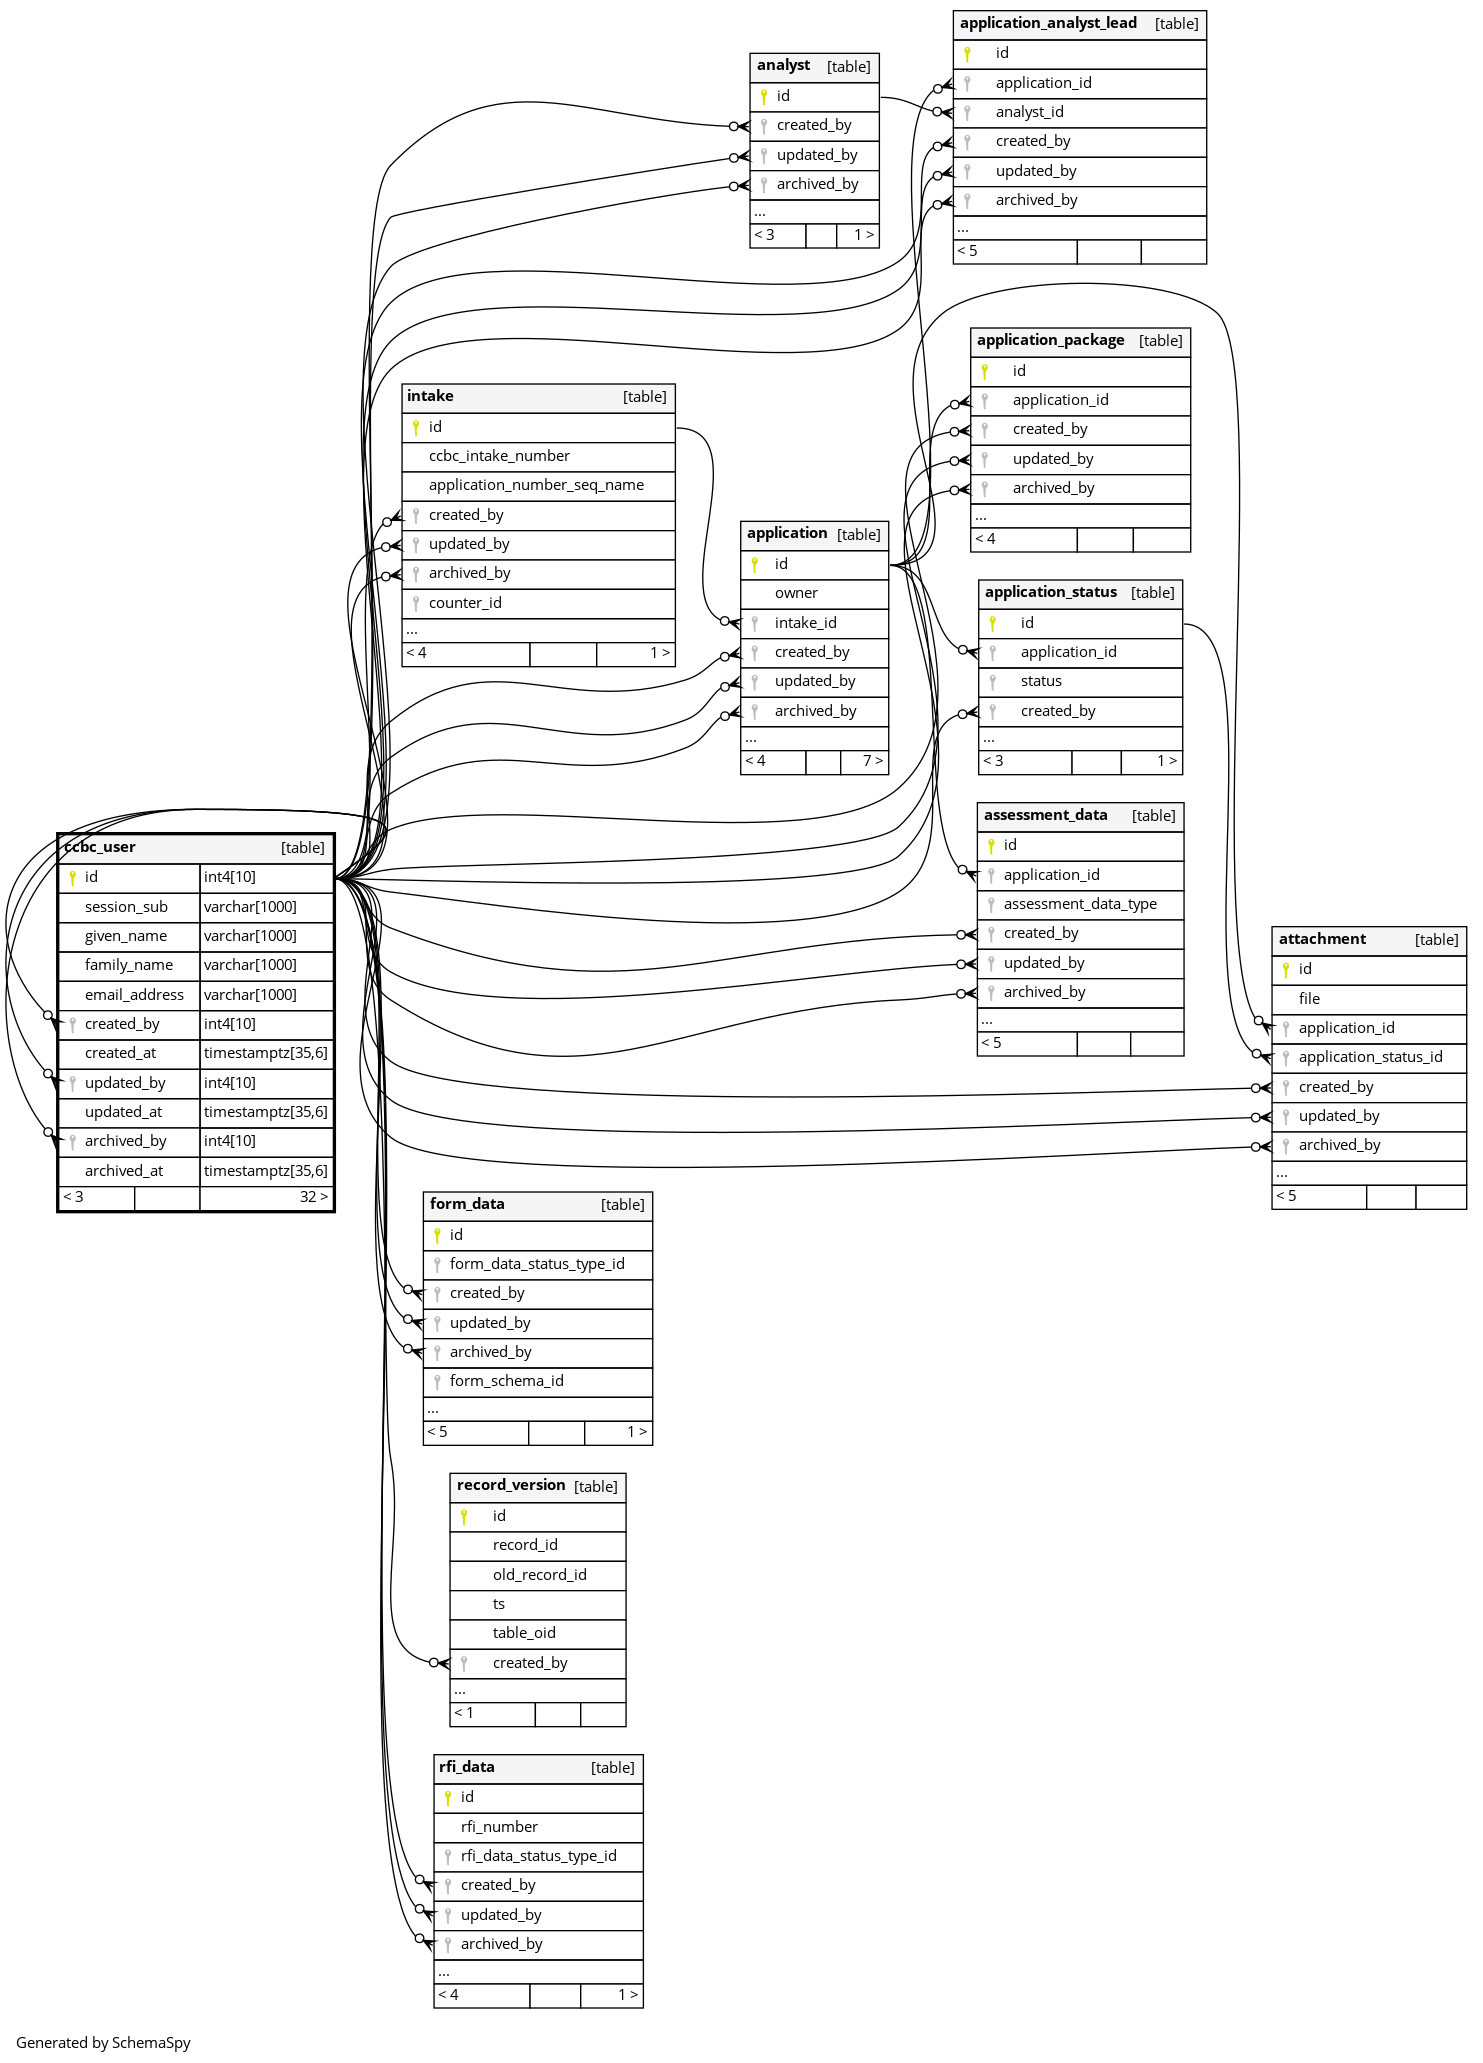 application_analyst_lead [table]
id
application_id
analyst_id
created_by
updated_by
archived_by
...
< 5
analyst [table]
id
created_by
updated_by
archived_by
...
< 3 1 >
application_package [table]
id
application_id
created_by
updated_by
archived_by
...
< 4
intake [table]
id
ccbc_intake_number
application_number_seq_name
created_by
updated_by
archived_by
counter_id
...
< 4 1 >
application [table]
id
owner
intake_id
created_by
updated_by
archived_by
...
< 4 7 >
application_status [table]
id
application_id
status
created_by
...
< 3 1 >
assessment_data [table]
id
application_id
assessment_data_type
created_by
updated_by
archived_by
...
< 5
ccbc_user [table]
id int4[10]
session_sub varchar[1000]
given_name varchar[1000]
family_name varchar[1000]
email_address varchar[1000]
created_by int4[10]
created_at timestamptz[35,6]
updated_by int4[10]
updated_at timestamptz[35,6]
archived_by int4[10]
archived_at timestamptz[35,6]
< 3 32 >
attachment [table]
id
file
application_id
application_status_id
created_by
updated_by
archived_by
...
< 5
form_data [table]
id
form_data_status_type_id
created_by
updated_by
archived_by
form_schema_id
...
< 5 1 >
record_version [table]
id
record_id
old_record_id
ts
table_oid
created_by
...
< 1
rfi_data [table]
id
rfi_number
rfi_data_status_type_id
created_by
updated_by
archived_by
...
< 4 1 >
Generated by SchemaSpy